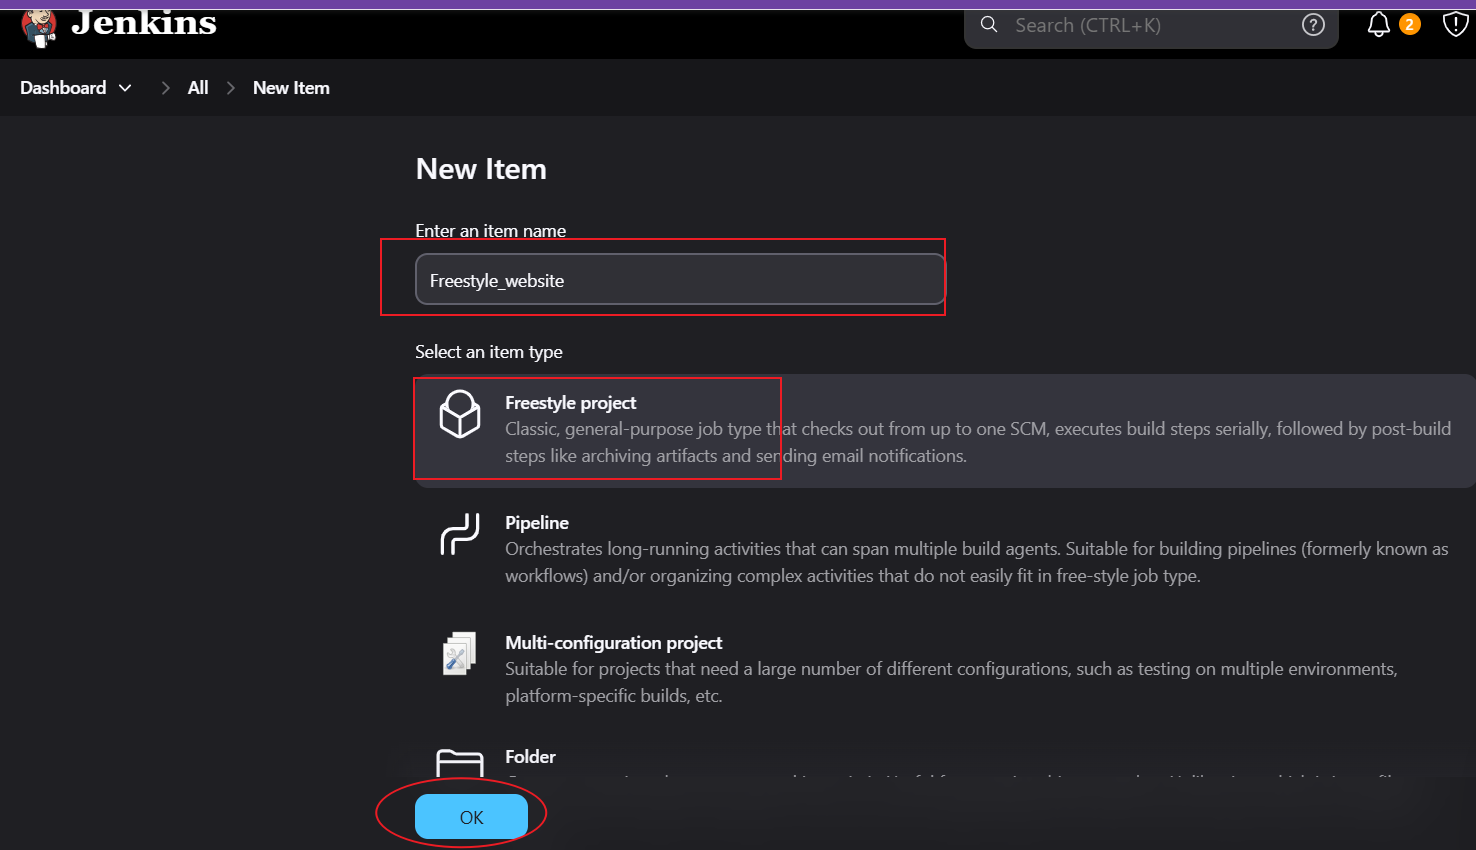 Jenkins
Search (CTRL+K)
2
Dashboard
All
New Item
New Item
Enter an item name
Freestyle_website
Select an item type
Freestyle project
Classic, general-purpose job type that checks out from up to one SCM, executes build steps serially, followed by post-build
steps like archiving artifacts and sending email notifications.
Pipeline
Orchestrates long-running activities that can span multiple build agents. Suitable for building pipelines (formerly known as
workflows) and/or organizing complex activities that do not easily fit in free-style job type.
Multi-configuration project
Suitable for projects that need a large number of different configurations, such as testing on multiple environments,
platform-specific builds, etc.
Folder
OK